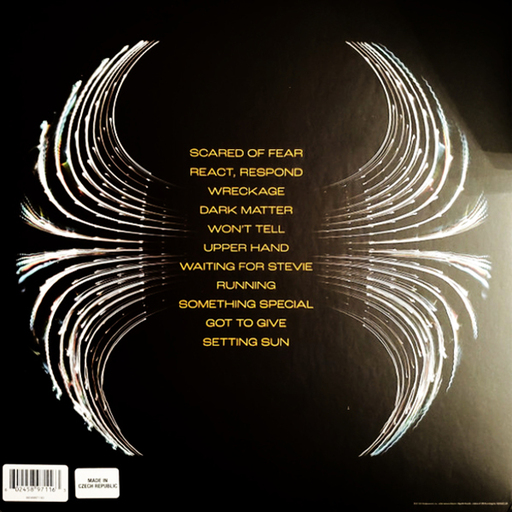 SCARED OF FEAR
REACT, RESPOND
WRECKAGE
DARK MATTER
WON'T TELL
UPPER HAND
WAITING FOR STEVIE
RUNNING
SOMETHING SPECIAL
GOT TO GIVE
SETTING SUN
MADE IN
CZECH REPUBLIC